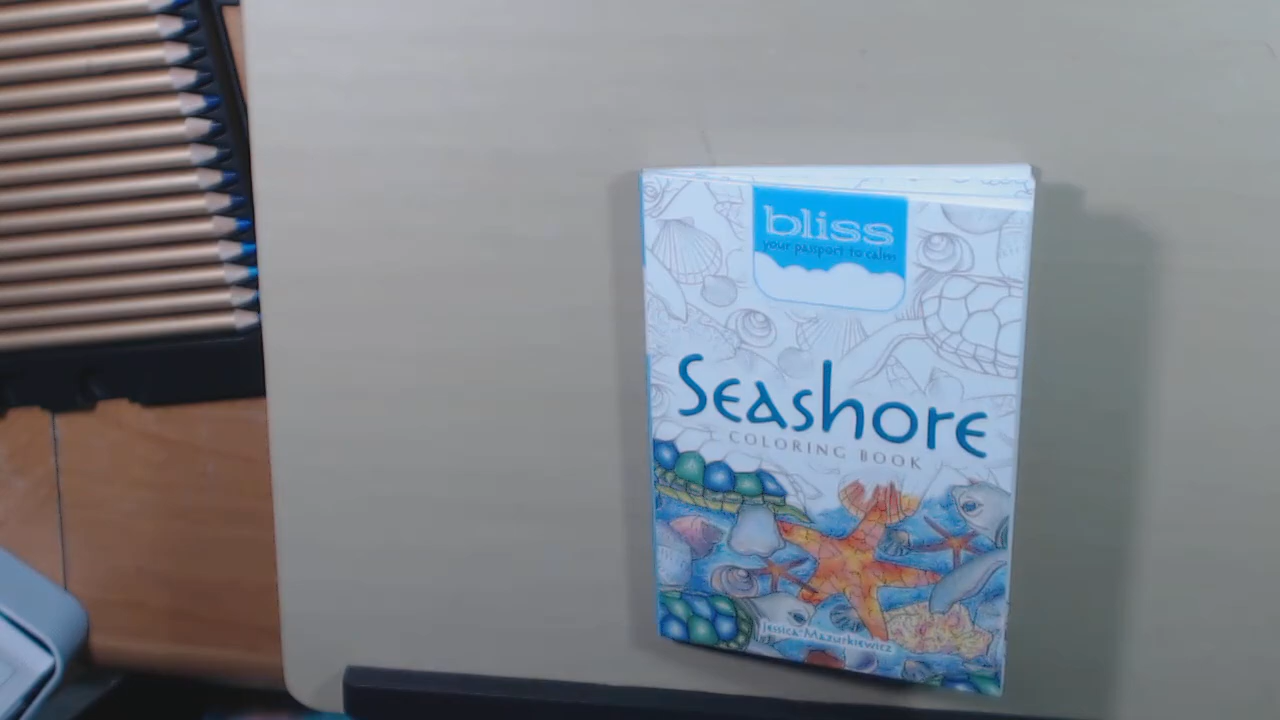 bliss
your passport to calm
Seashore
COLORING BOOK
Jessica Mazurkiewicz